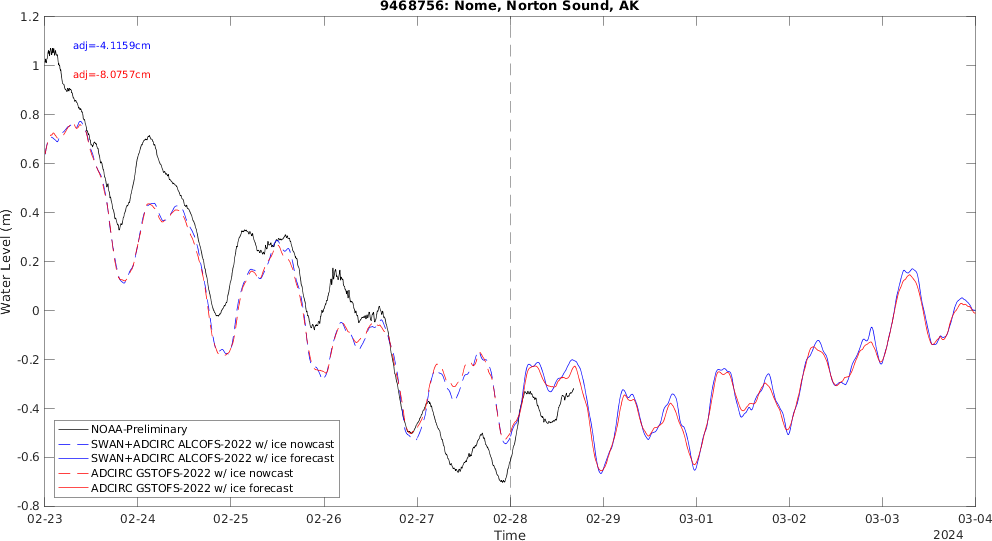 9468756: Nome, Norton Sound, AK
adj=-4.1159cm
adj=-8.0757cm
Water Level (m)
1.2
1
0.8
0.6
0.4
0.2
0
-0.2
-0.4
-0.6
-0.8
NOAA-Preliminary
SWAN+ADCIRC ALCOFS-2022 w/ ice nowcast
SWAN+ADCIRC ALCOFS-2022 w/ ice forecast
ADCIRC GSTOFS-2022 w/ ice nowcast
ADCIRC GSTOFS-2022 w/ ice forecast
02-23 02-24 02-25 02-26 02-27 02-28 02-29 03-01 03-02 03-03 03-04
Time
2024